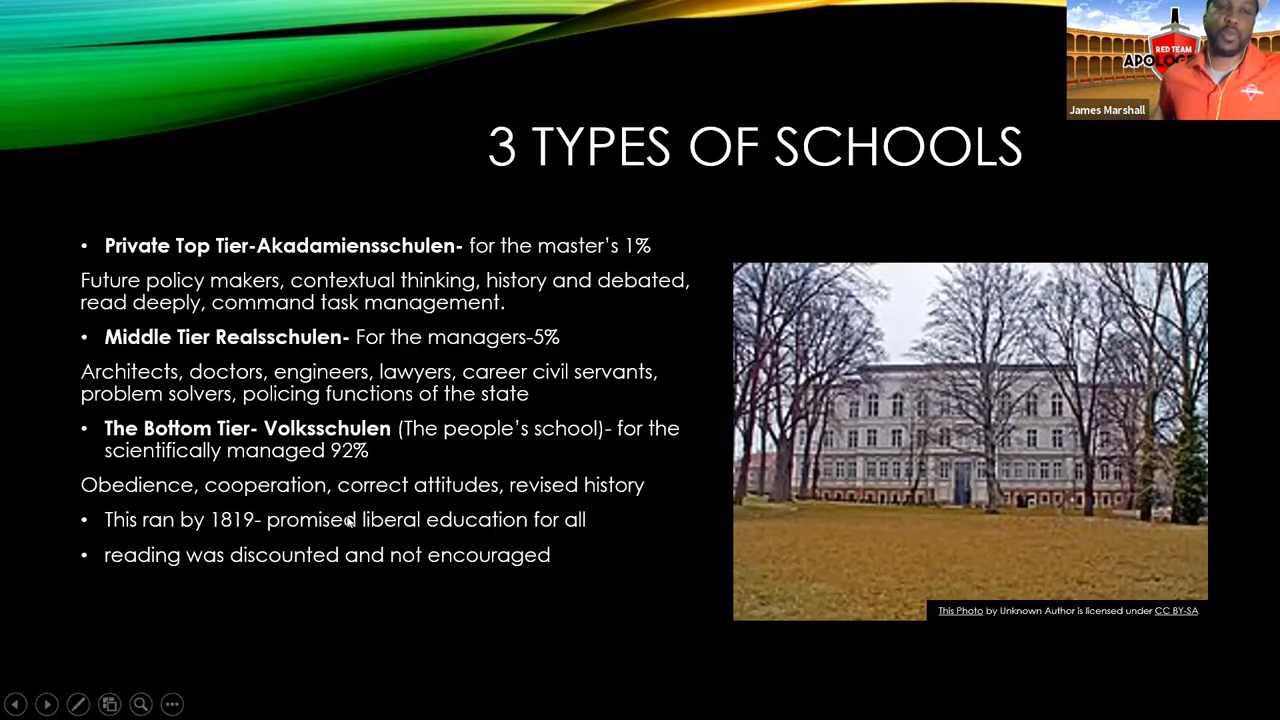 RED TEAM
James Marshall
3 TYPES OF SCHOOLS
• Private Top Tier-Akadamiensschulen- for the master's 1%
Future policy makers, contextual thinking, history and debated,
read deeply, command task management.
• Middle Tier Realsschulen- For the managers-5%
Architects, doctors, engineers, lawyers, career civil servants,
problem solvers, policing functions of the state
• The Bottom Tier- Volksschulen (The people's school)- for the
scientifically managed 92%
Obedience, cooperation, correct attitudes, revised history
• This ran by 1819- promised liberal education for all
• reading was discounted and not encouraged
This Photo by Unknown Author is licensed under CC BY-SA